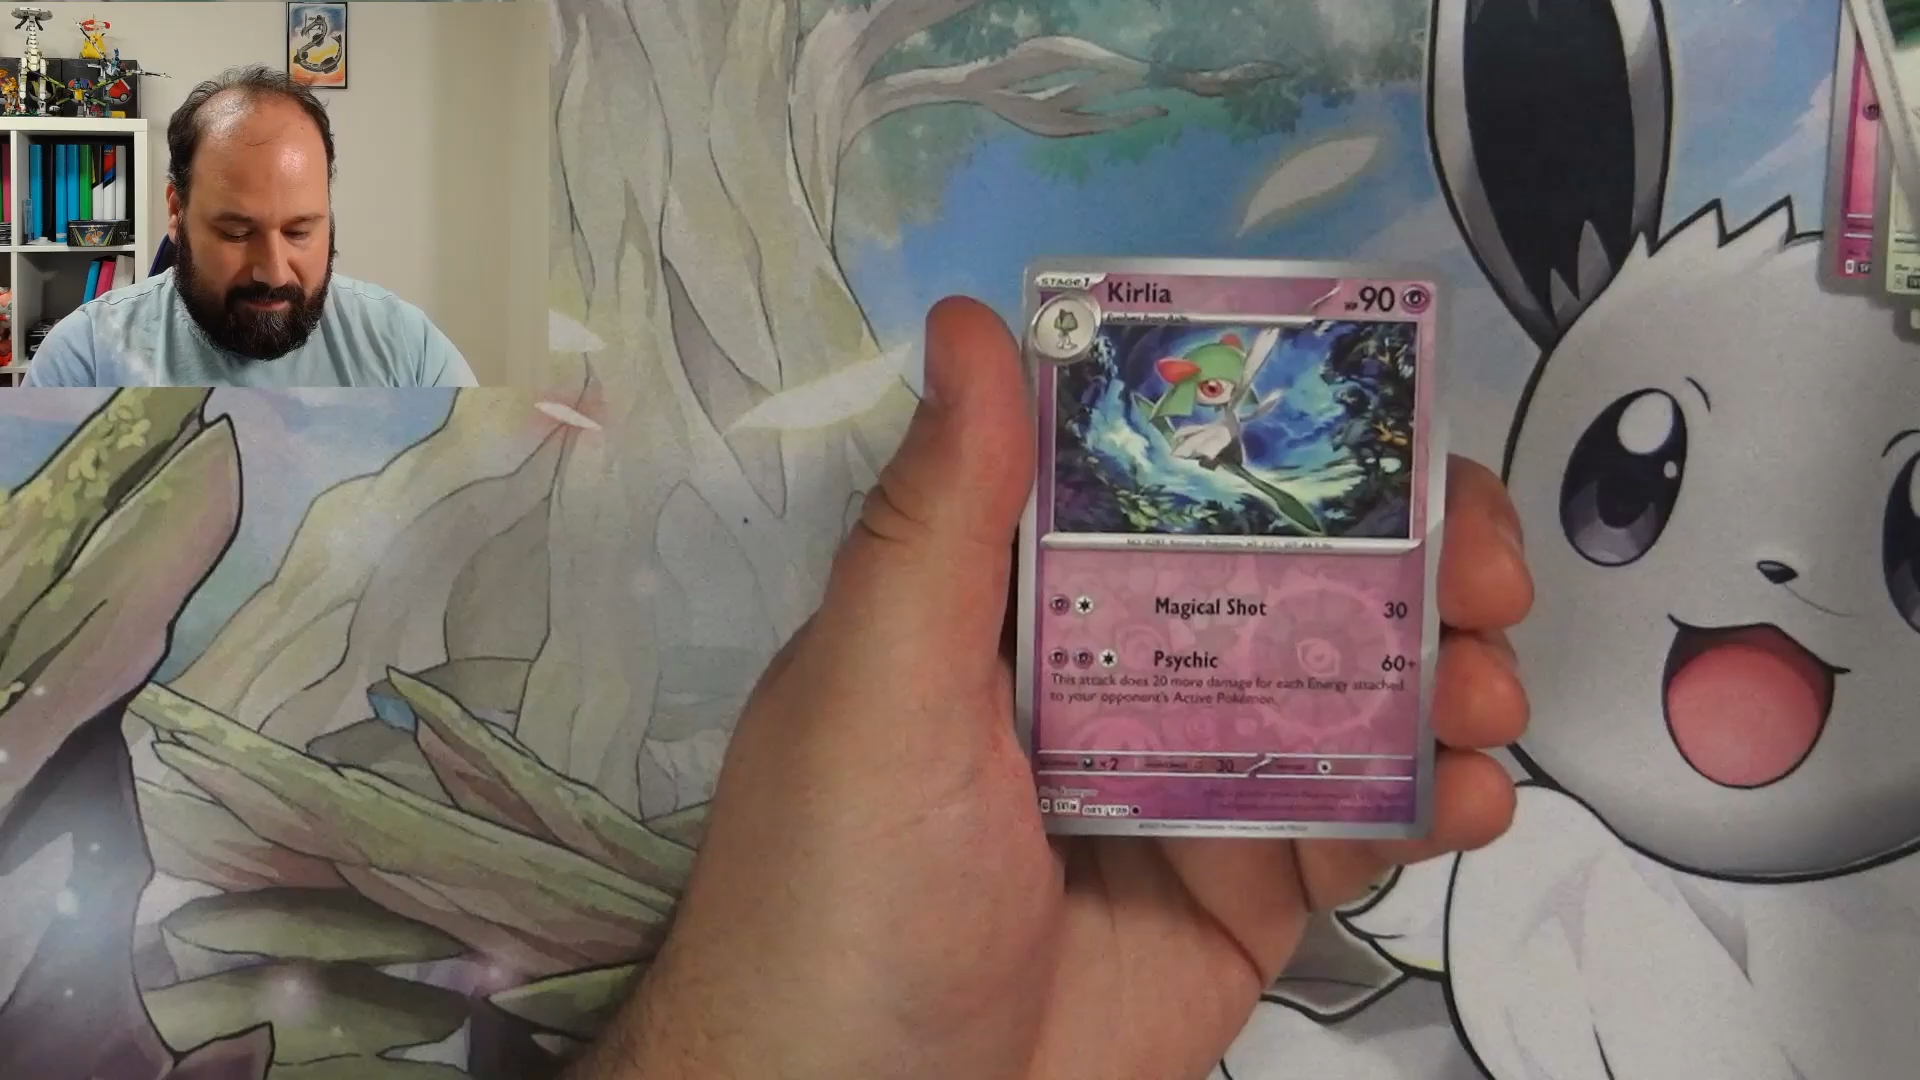 STAGE 1
Kirlia
HP 90
Magical Shot 30
Psychic 60+
This attack does 20 more damage for each Energy attached
to your opponent's Active Pokémon.
×2
30